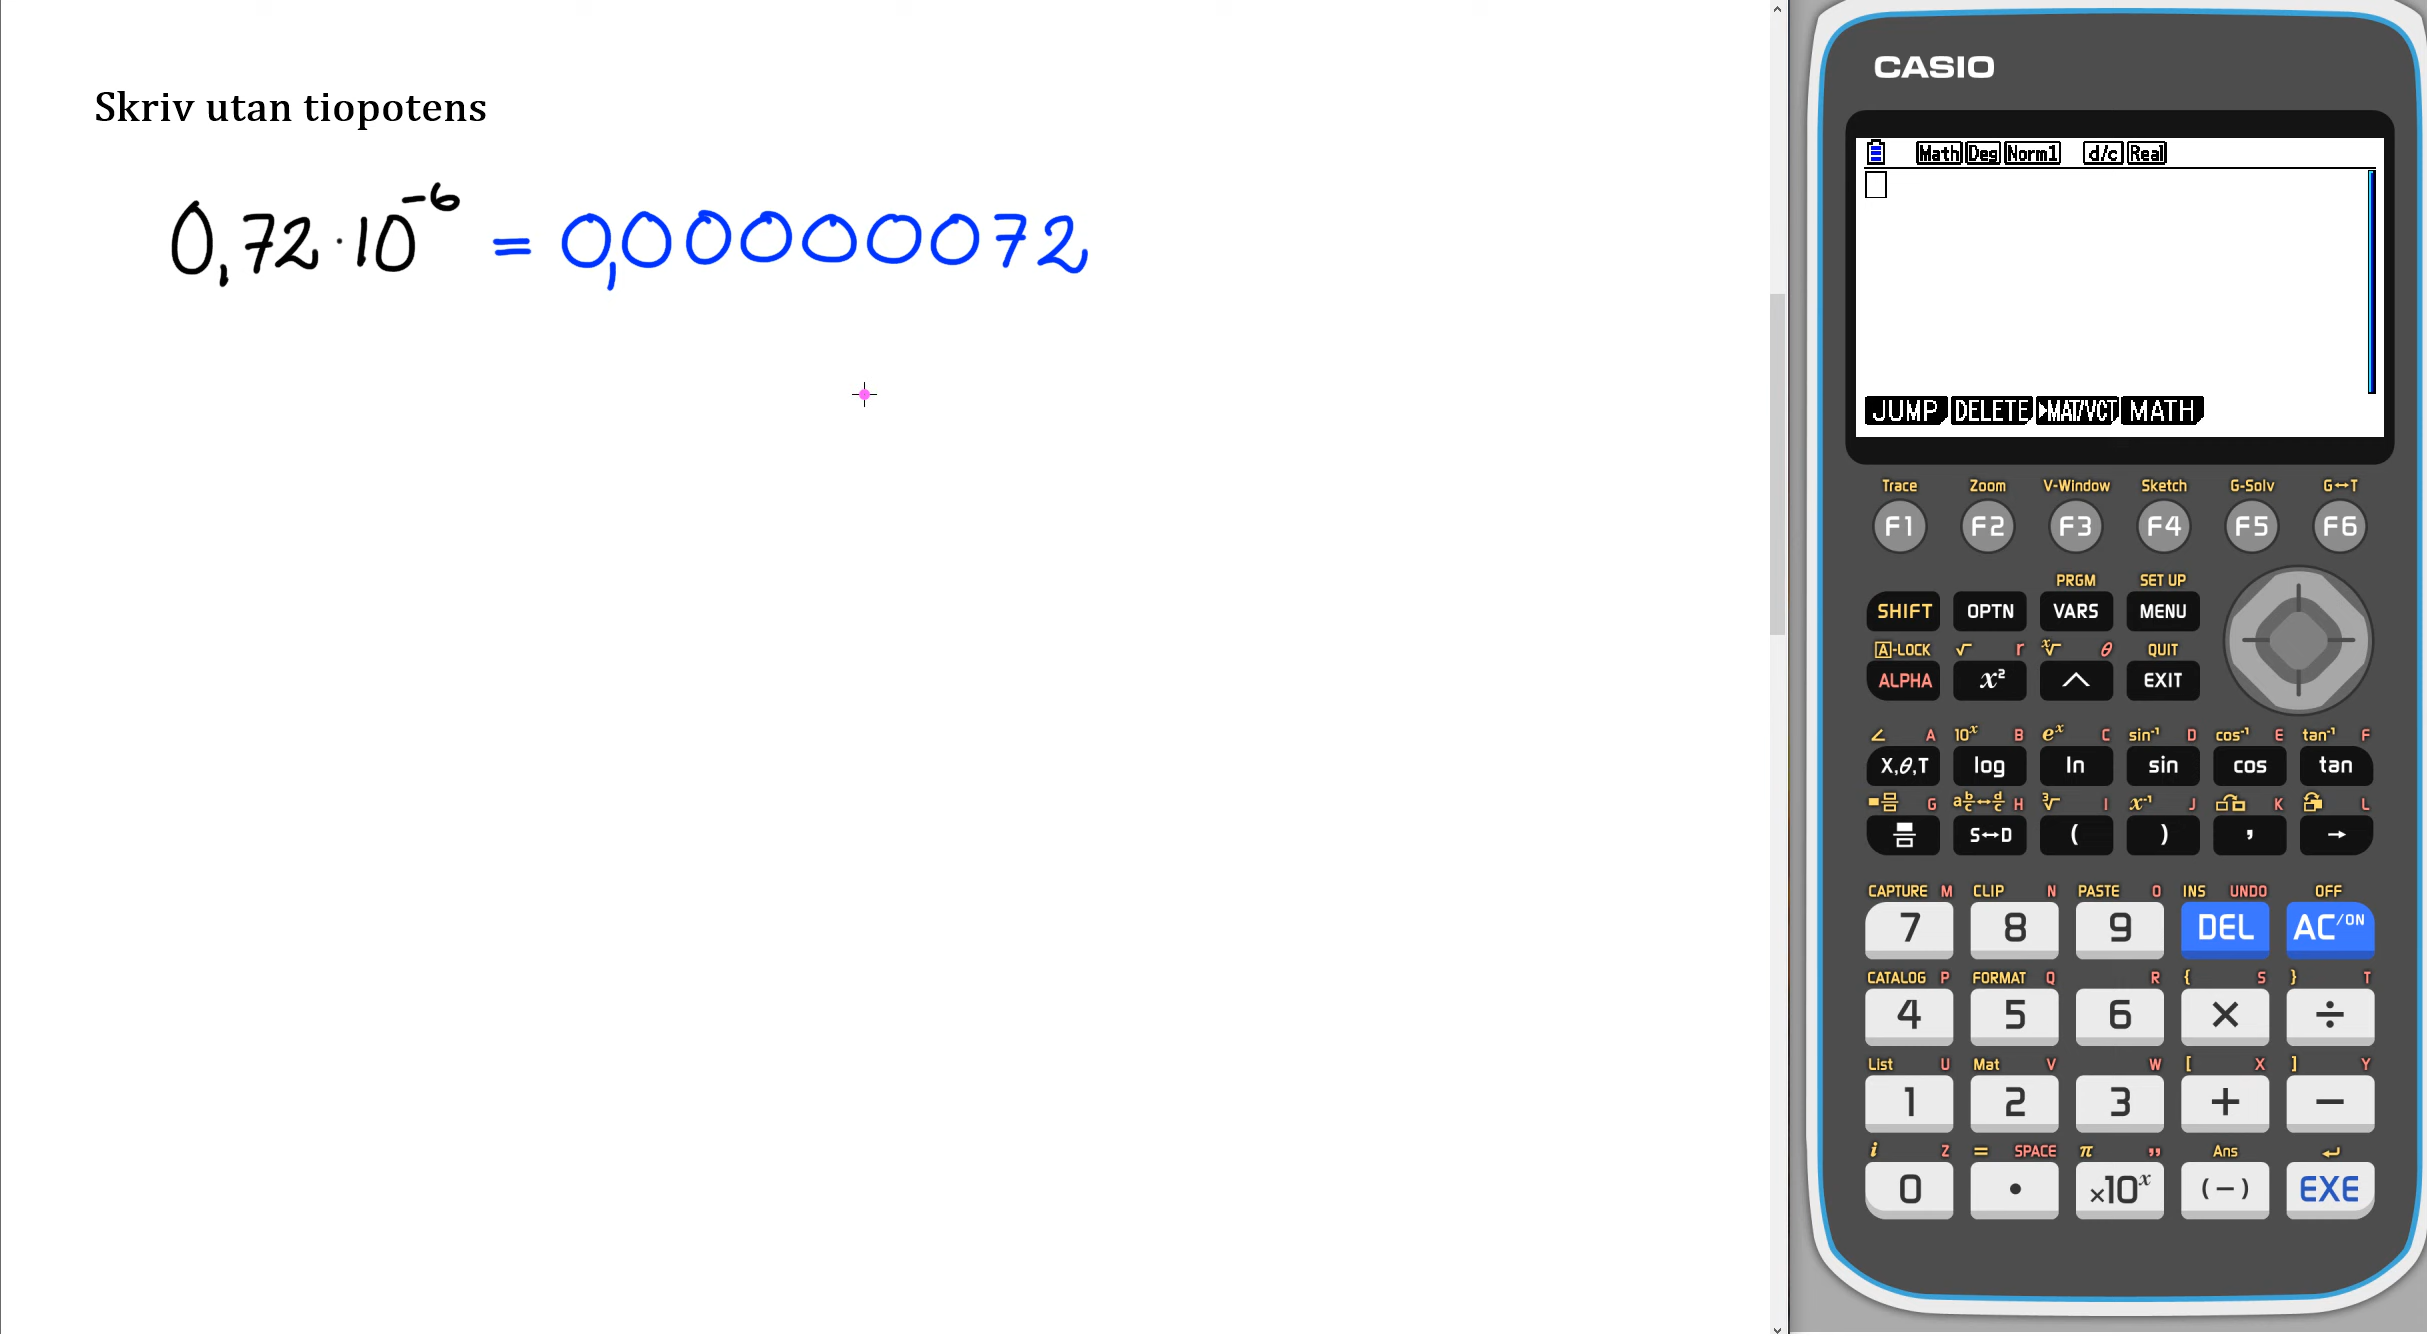 Skriv utan tiopotens
0,72·10⁻⁶ = 0,00000072
CASIO
Math Deg Norm1 d/c Real
JUMP DELETE ▶MAT/VCT MATH
Trace Zoom V-Window Sketch G-Solv G↔T
F1 F2 F3 F4 F5 F6
PRGM SET UP
SHIFT OPTN VARS MENU
A-LOCK √ r ˣ√ θ QUIT
ALPHA x² ^ EXIT
∠ A 10ˣ B eˣ C sin⁻¹ D cos⁻¹ E tan⁻¹ F
X,θ,T log ln sin cos tan
G a b/c↔d/c H ³√ I x⁻¹ J K L
S↔D ( ) , →
CAPTURE M CLIP N PASTE O INS UNDO OFF
7 8 9 DEL AC/ON
CATALOG P FORMAT Q R { S } T
4 5 6 × ÷
List U Mat V W [ X ] Y
1 2 3 + −
i Z = SPACE π " Ans ↵
0 • ×10ˣ (−) EXE